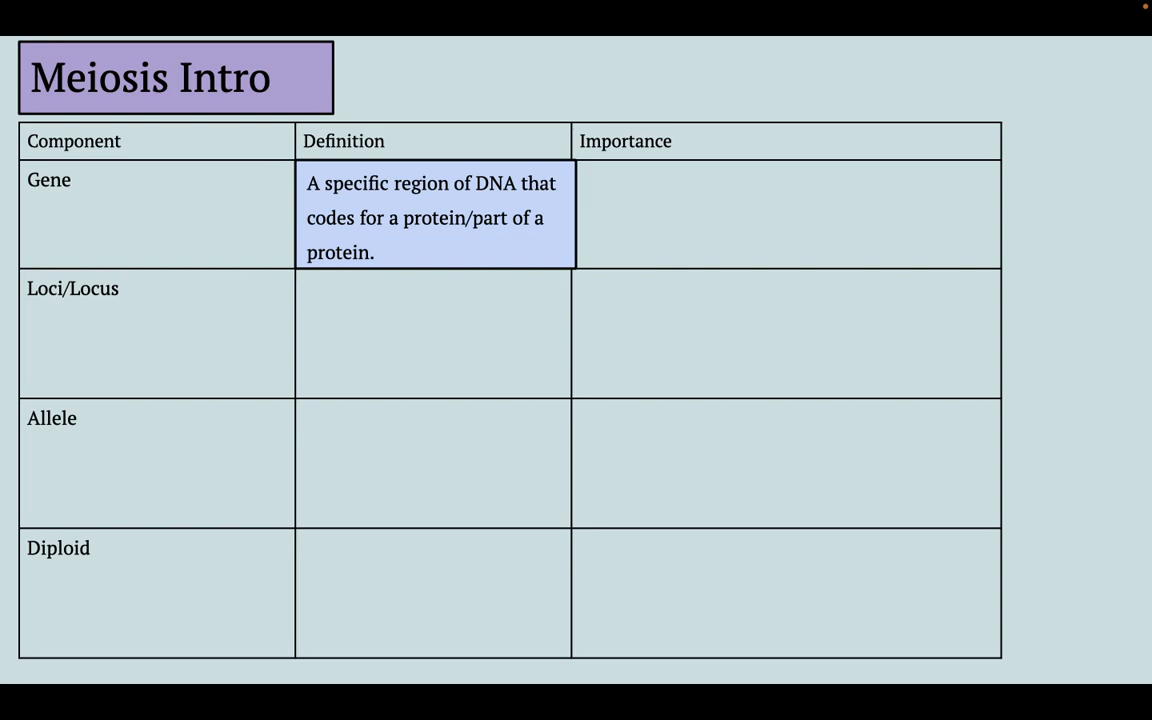 Meiosis Intro
Component Definition Importance
Gene
A specific region of DNA that
codes for a protein/part of a
protein.
Loci/Locus
Allele
Diploid